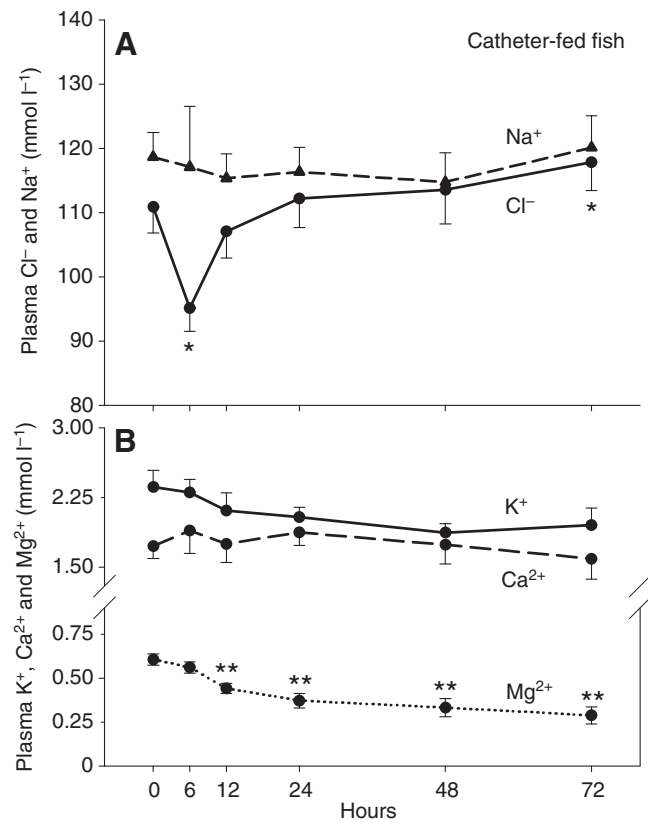 A
Catheter-fed fish
Plasma Cl⁻ and Na⁺ (mmol l⁻¹)
140
130
120
110
100
90
80
Na⁺
Cl⁻
*
*
B
Plasma K⁺, Ca²⁺ and Mg²⁺ (mmol l⁻¹)
3.00
2.25
1.50
0.75
0.50
0.25
0
K⁺
Ca²⁺
Mg²⁺
**
**
**
**
0 6 12 24 48 72
Hours